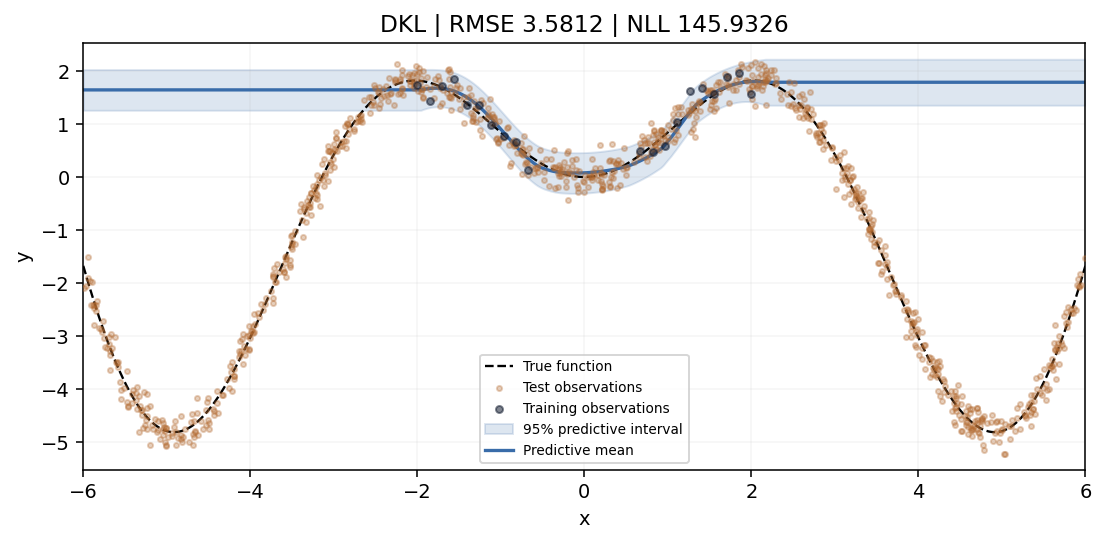 DKL | RMSE 3.5812 | NLL 145.9326
2
1
0
−1
−2
−3
−4
−5
y
True function
Test observations
Training observations
95% predictive interval
Predictive mean
−6 −4 −2 0 2 4 6
x